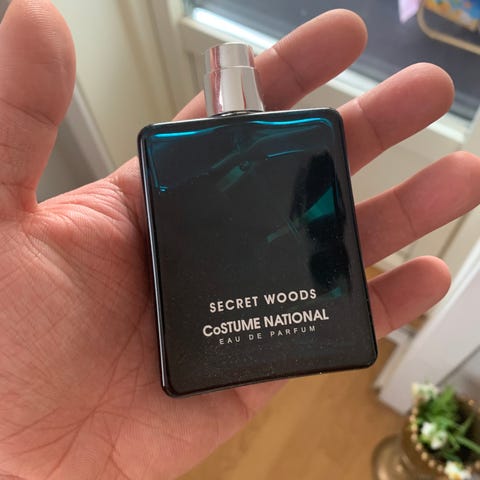 SECRET WOODS
CoSTUME NATIONAL
EAU DE PARFUM